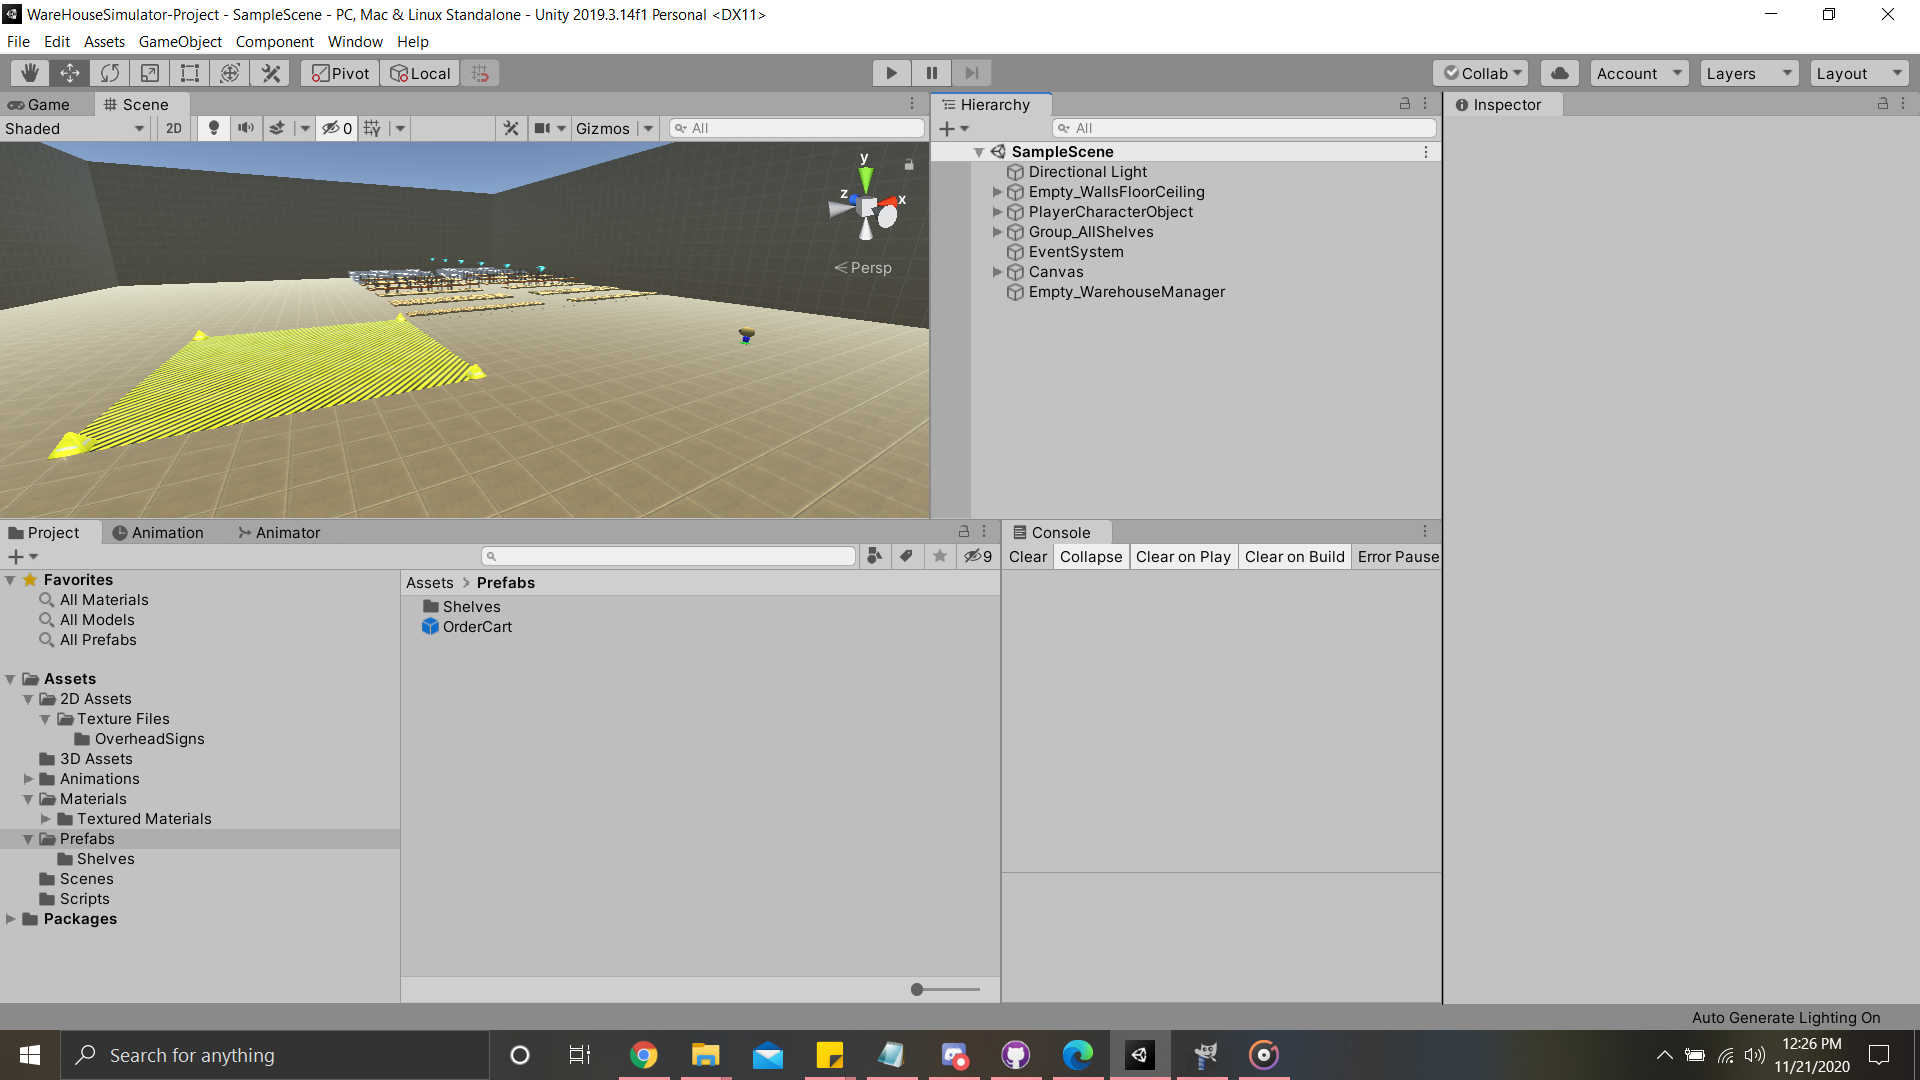 WareHouseSimulator-Project - SampleScene - PC, Mac & Linux Standalone - Unity 2019.3.14f1 Personal <DX11>
File Edit Assets GameObject Component Window Help
Pivot Local Collab Account Layers Layout
Game Scene
Shaded 2D 0 Gizmos All
y
z
x
Persp
Hierarchy
All
SampleScene
Directional Light
Empty_WallsFloorCeiling
PlayerCharacterObject
Group_AllShelves
EventSystem
Canvas
Empty_WarehouseManager
Inspector
Project Animation Animator
9
Favorites
All Materials
All Models
All Prefabs
Assets
2D Assets
Texture Files
OverheadSigns
3D Assets
Animations
Materials
Textured Materials
Prefabs
Shelves
Scenes
Scripts
Packages
Assets > Prefabs
Shelves
OrderCart
Console
Clear Collapse Clear on Play Clear on Build Error Pause
Auto Generate Lighting On
Search for anything
12:26 PM
11/21/2020